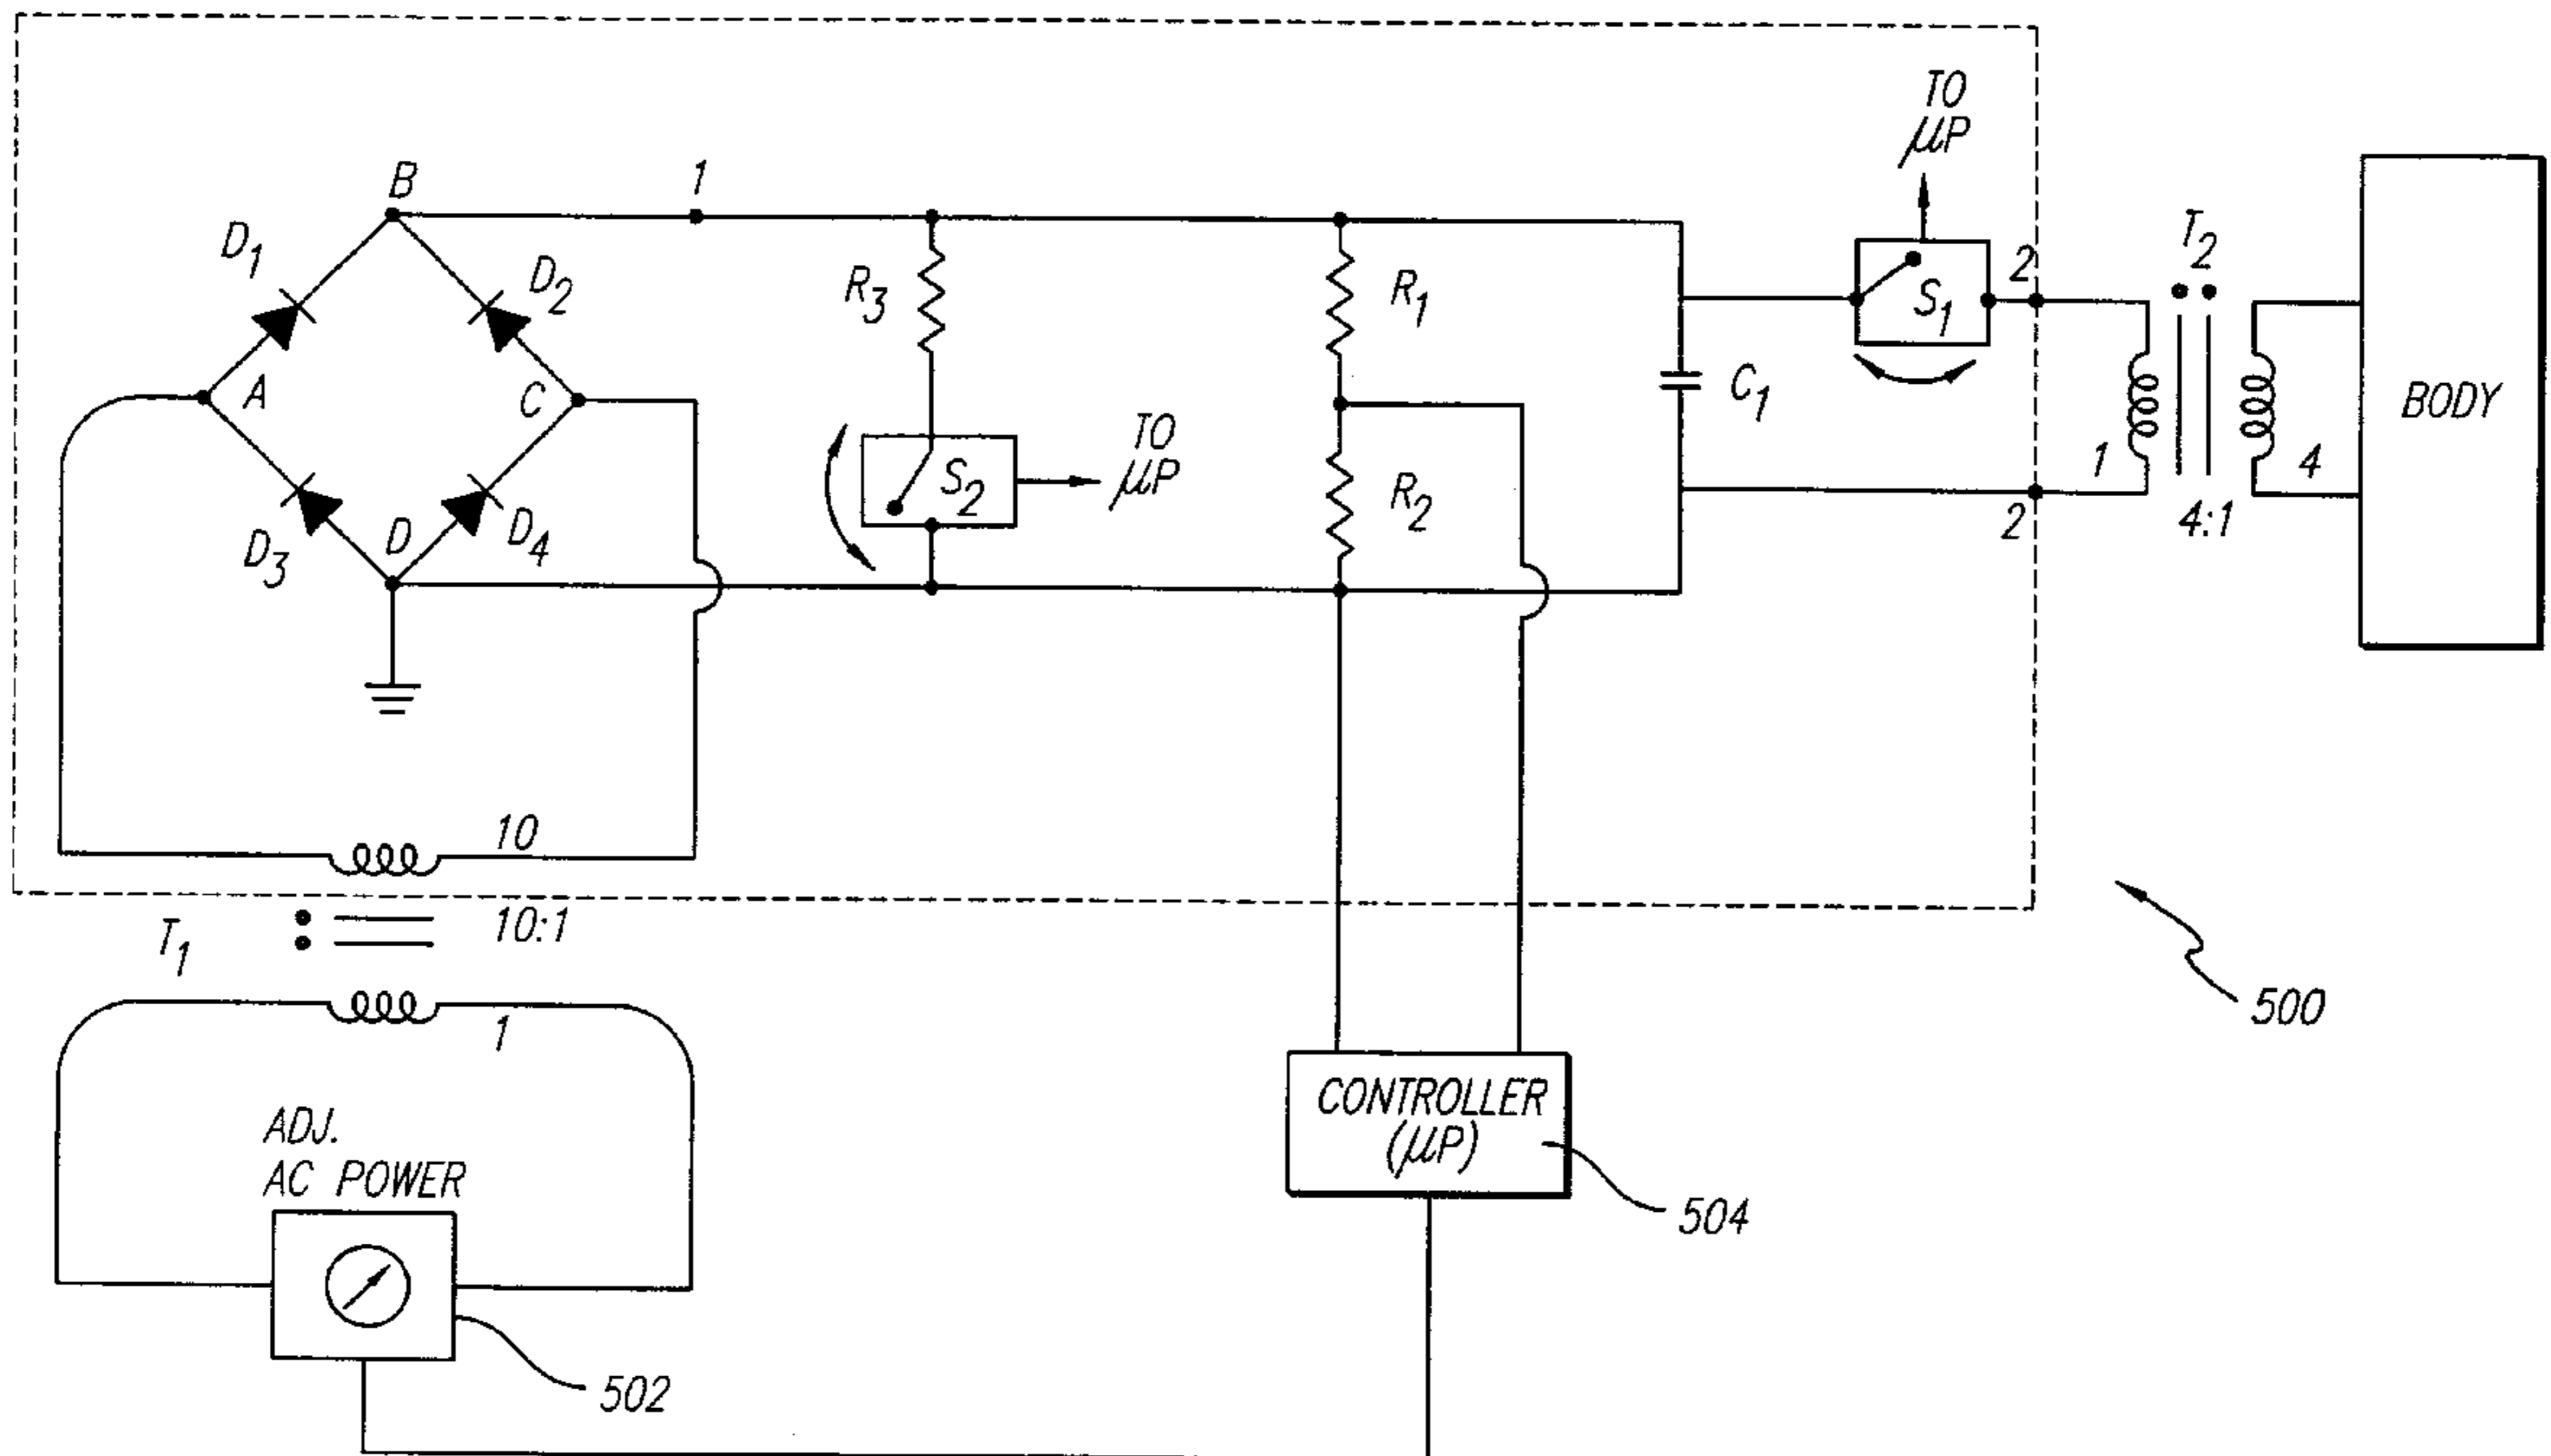 TO
μP
B
1
D1
D2
R3
R1
S1
2
T2
A
C
C1
BODY
TO
μP
S2
R2
1
4
D
D3
D4
2
4:1
10
T1
10:1
1
500
ADJ.
AC POWER
CONTROLLER
(μP)
504
502